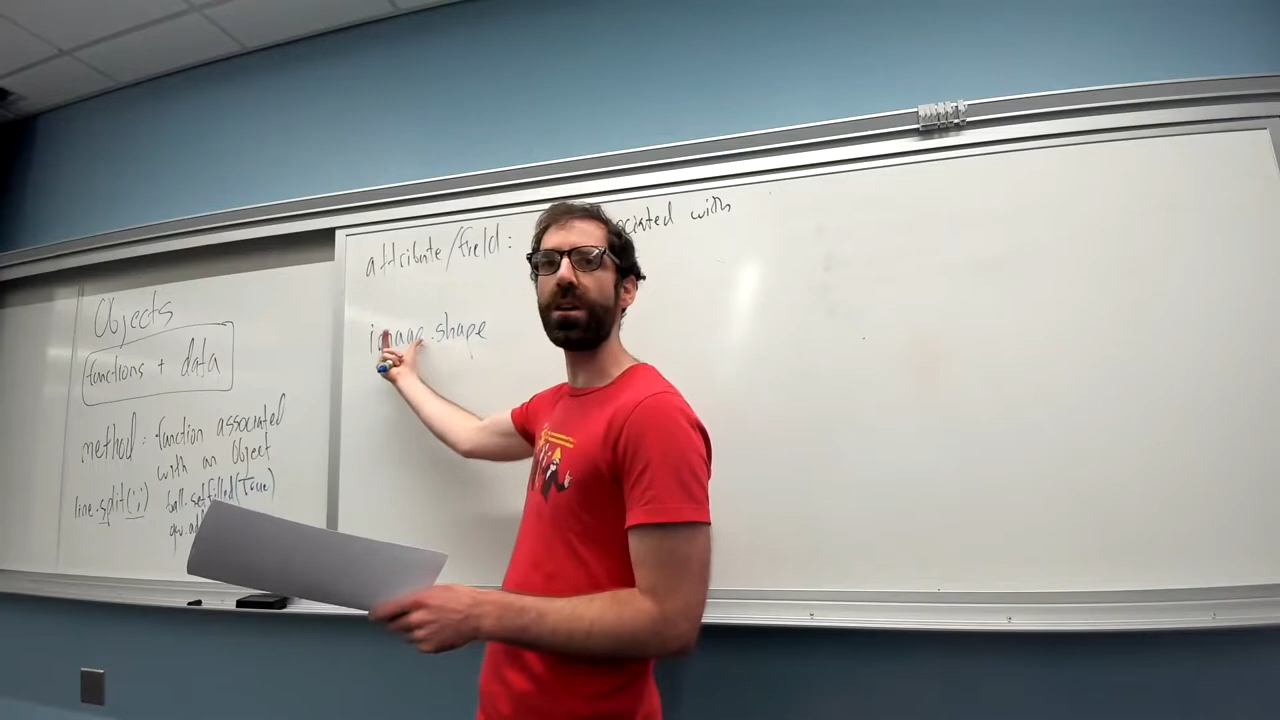 Objects
functions + data
method: function associated
with an Object
line.split(';') ball.set_filled(True)
attribute/field: ociated with
image.shape